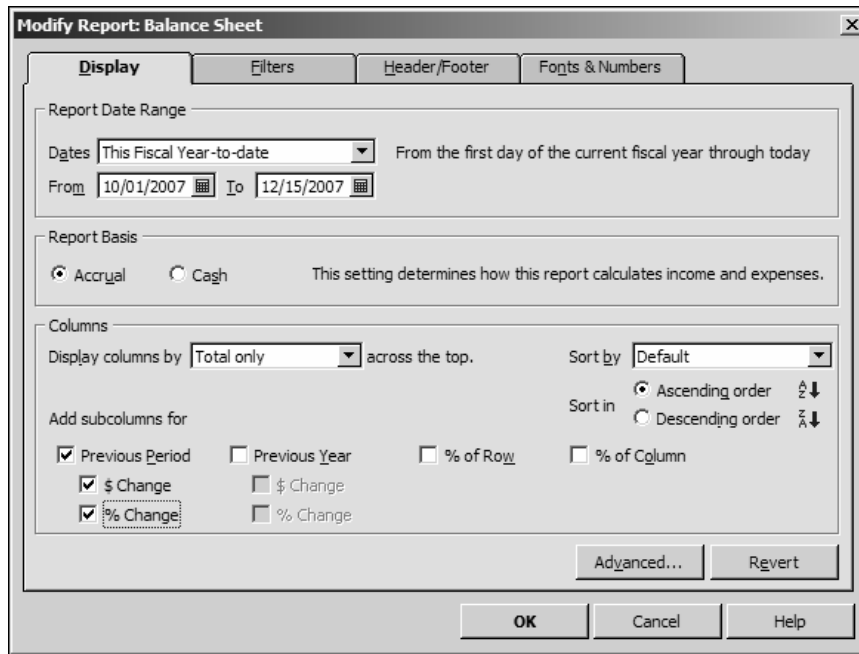 Modify Report: Balance Sheet
Display Filters Header/Footer Fonts & Numbers
Report Date Range
Dates This Fiscal Year-to-date From the first day of the current fiscal year through today
From 10/01/2007 To 12/15/2007
Report Basis
Accrual Cash This setting determines how this report calculates income and expenses.
Columns
Display columns by Total only across the top. Sort by Default
Sort in Ascending order
Descending order
Add subcolumns for
Previous Period Previous Year % of Row % of Column
$ Change $ Change
% Change % Change
Advanced... Revert
OK Cancel Help